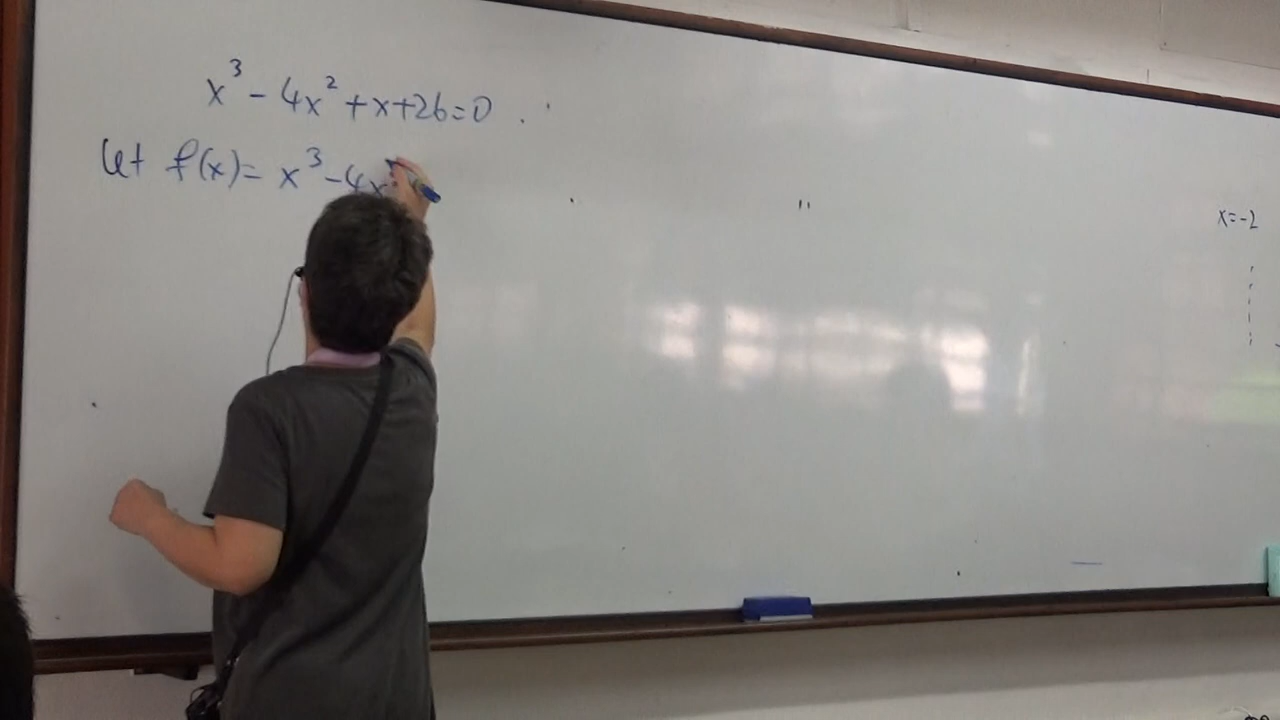 x³ - 4x² + x + 26 = 0 .
let f(x) = x³ - 4x
x = -2